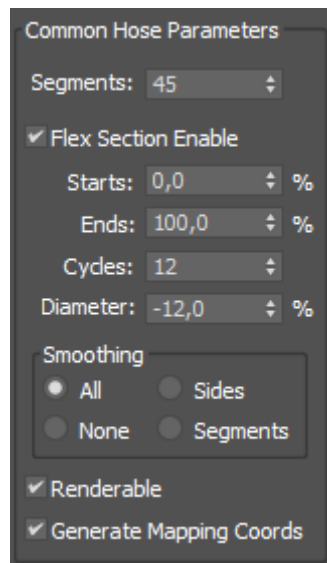 Common Hose Parameters
Segments: 45
Flex Section Enable
Starts: 0,0 %
Ends: 100,0 %
Cycles: 12
Diameter: -12,0 %
Smoothing
All Sides
None Segments
Renderable
Generate Mapping Coords